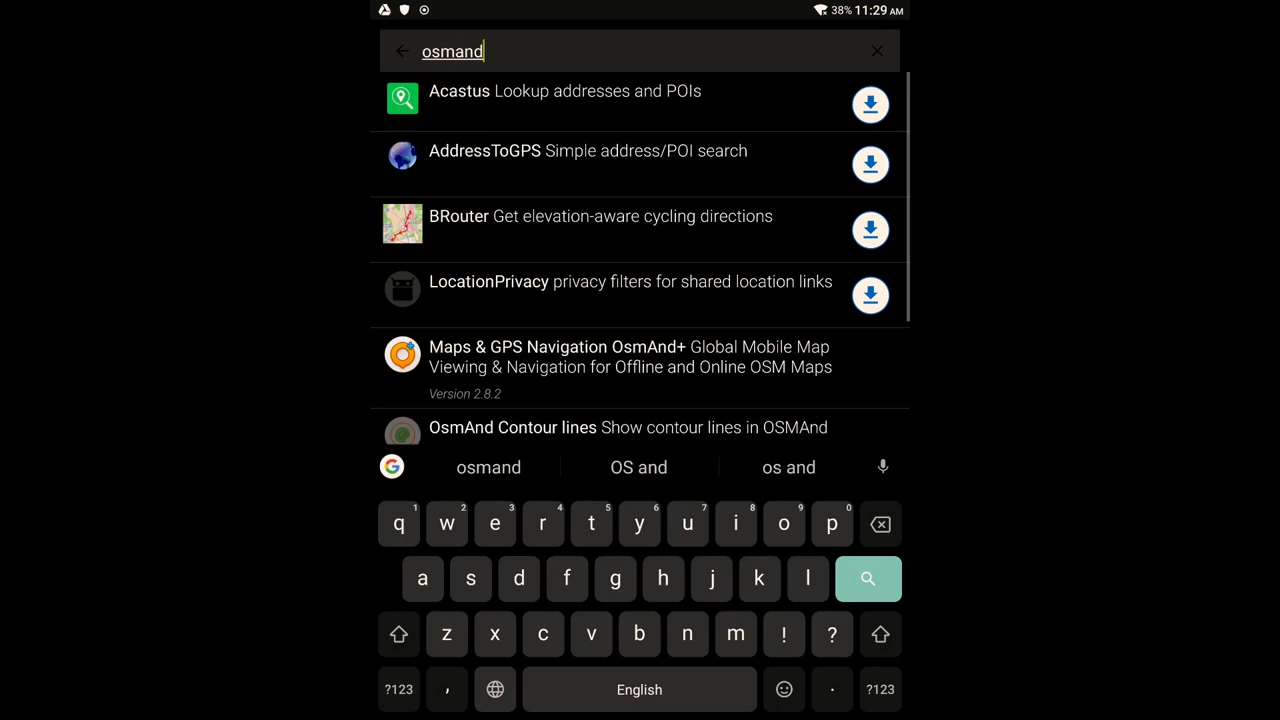 38% 11:29 AM
osmand
Acastus Lookup addresses and POIs
AddressToGPS Simple address/POI search
BRouter Get elevation-aware cycling directions
LocationPrivacy privacy filters for shared location links
Maps & GPS Navigation OsmAnd+ Global Mobile Map
Viewing & Navigation for Offline and Online OSM Maps
Version 2.8.2
OsmAnd Contour lines Show contour lines in OSMAnd
G osmand OS and os and
q 1 w 2 e 3 r 4 t 5 y 6 u 7 i 8 o 9 p 0
a s d f g h j k l
z x c v b n m ! ?
?123 , English . ?123